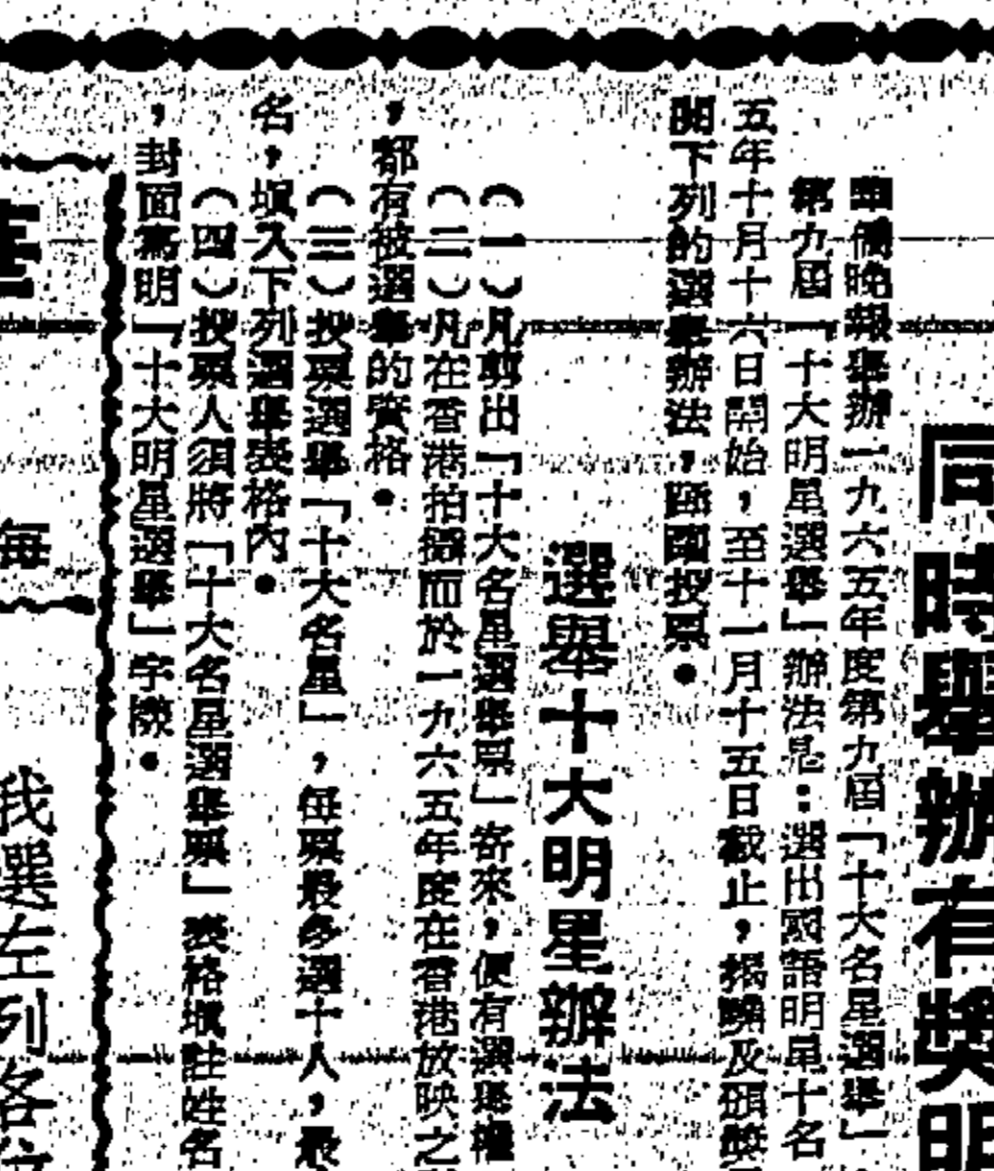 同時舉辦有獎明
華僑晚報舉辦一九六五年度第九屆「十大名星選舉」
第九屆「十大明星選舉」辦法是：選出國語明星十名
五年十月十六日開始，至十一月十五日截止，揭曉及頒獎
開下列的選舉辦法，踴躍投票。
選舉十大明星辦法
（一）凡剪出「十大名星選舉票」寄來，便有選舉權
（二）凡在香港拍攝而於一九六五年度在香港放映之
，都有被選舉的資格。
（三）投票選舉「十大名星」，每票最多選十人，最
名，填入下列選舉表格內。
（四）投票人須將「十大名星選舉票」表格填註姓名
，封面寫明「十大明星選舉」字樣。
每
我選左列各